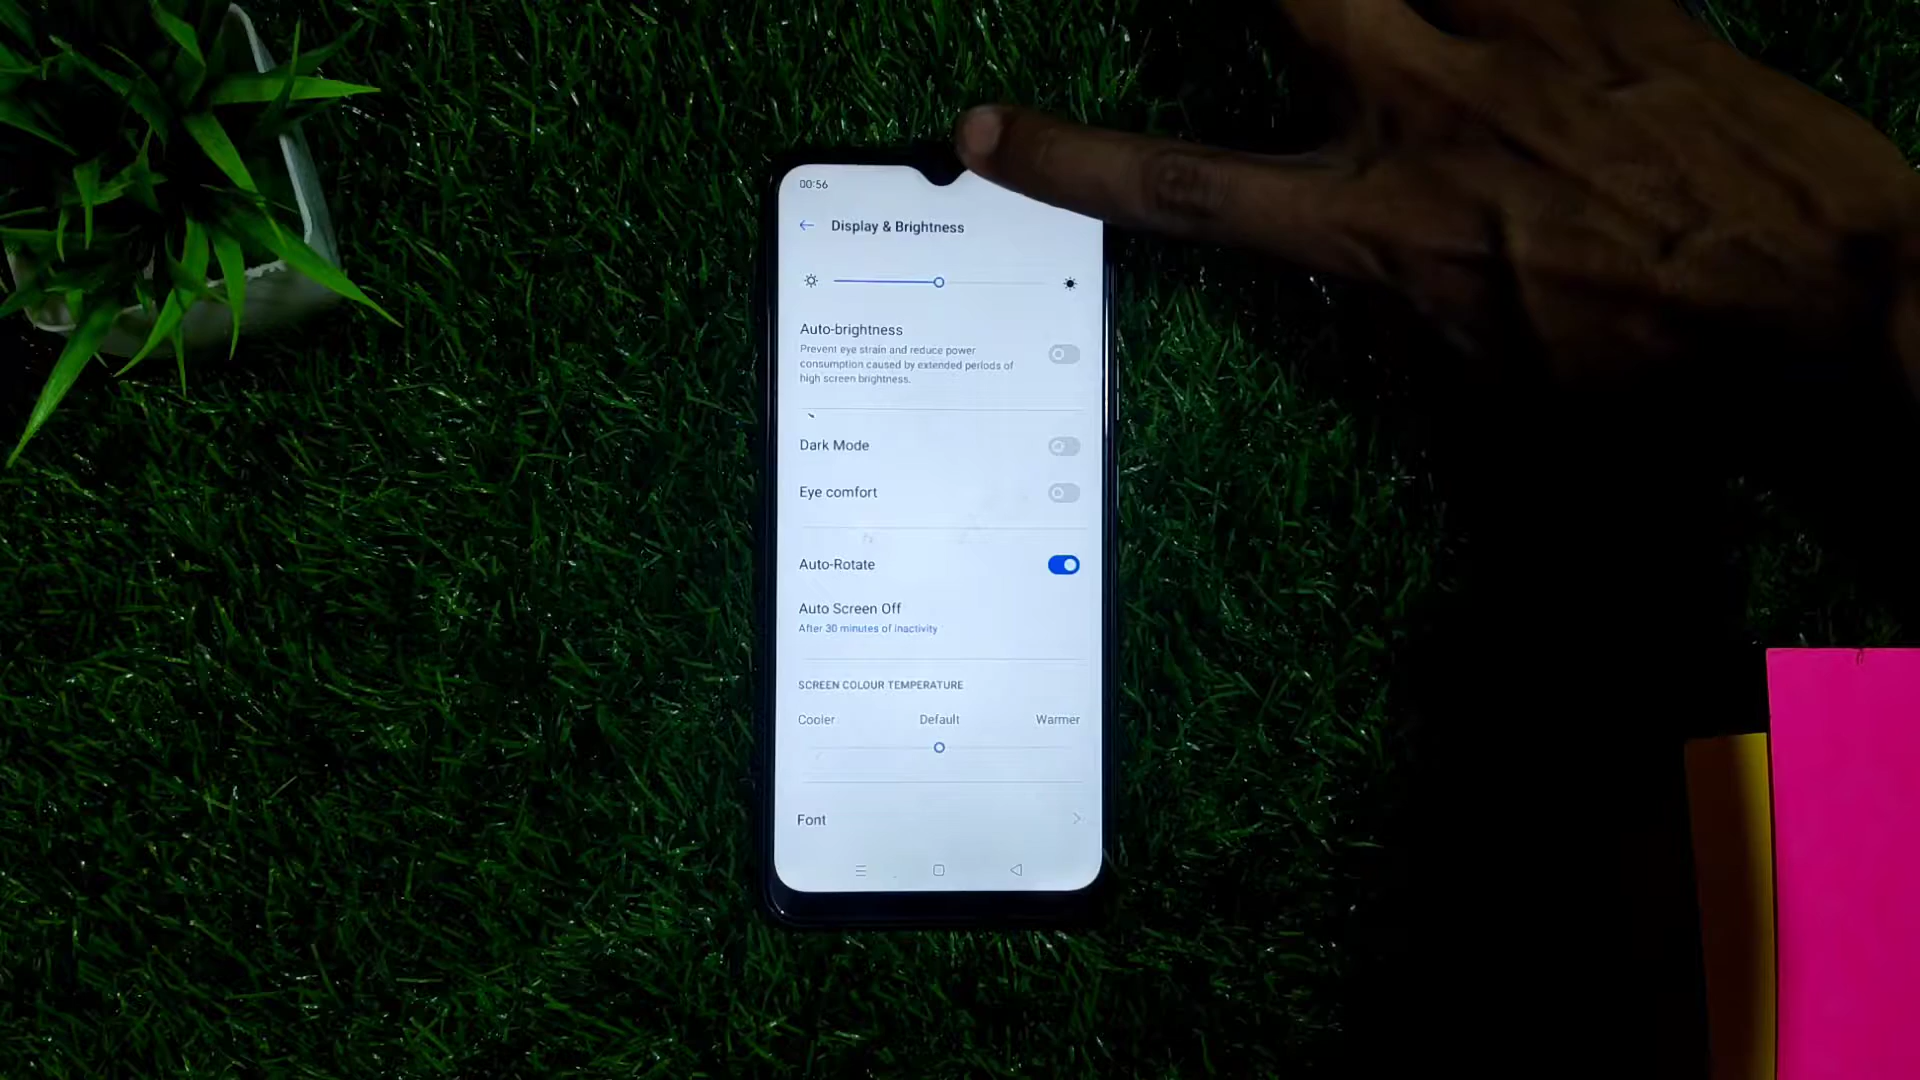 00:56
Display & Brightness
Auto-brightness
Prevent eye strain and reduce power
consumption caused by extended periods of
high screen brightness.
Dark Mode
Eye comfort
Auto-Rotate
Auto Screen Off
After 30 minutes of inactivity
SCREEN COLOUR TEMPERATURE
Cooler Default Warmer
Font